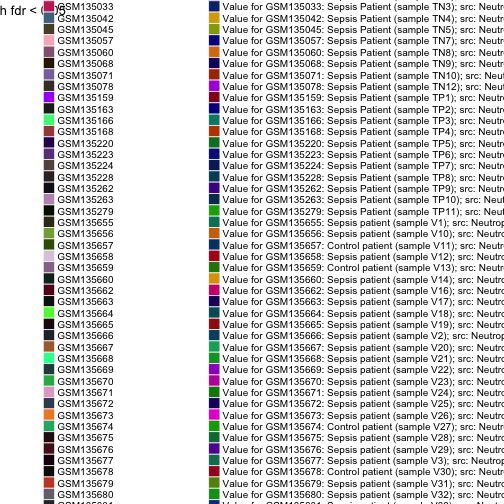 h fdr < 0.05
GSM135033 Value for GSM135033: Sepsis Patient (sample TN3); src: Neutr
GSM135042 Value for GSM135042: Sepsis Patient (sample TN4); src: Neutr
GSM135045 Value for GSM135045: Sepsis Patient (sample TN5); src: Neutr
GSM135057 Value for GSM135057: Sepsis Patient (sample TN7); src: Neutr
GSM135060 Value for GSM135060: Sepsis Patient (sample TN8); src: Neutr
GSM135068 Value for GSM135068: Sepsis Patient (sample TN9); src: Neutr
GSM135071 Value for GSM135071: Sepsis Patient (sample TN10); src: Neut
GSM135078 Value for GSM135078: Sepsis Patient (sample TN12); src: Neut
GSM135159 Value for GSM135159: Sepsis Patient (sample TP1); src: Neutr
GSM135163 Value for GSM135163: Sepsis Patient (sample TP2); src: Neutr
GSM135166 Value for GSM135166: Sepsis Patient (sample TP3); src: Neutr
GSM135168 Value for GSM135168: Sepsis Patient (sample TP4); src: Neutr
GSM135220 Value for GSM135220: Sepsis Patient (sample TP5); src: Neutr
GSM135223 Value for GSM135223: Sepsis Patient (sample TP6); src: Neutr
GSM135224 Value for GSM135224: Sepsis Patient (sample TP7); src: Neutr
GSM135228 Value for GSM135228: Sepsis Patient (sample TP8); src: Neutr
GSM135262 Value for GSM135262: Sepsis Patient (sample TP9); src: Neutr
GSM135263 Value for GSM135263: Sepsis Patient (sample TP10); src: Neut
GSM135279 Value for GSM135279: Sepsis Patient (sample TP11); src: Neut
GSM135655 Value for GSM135655: Sepsis patient (sample V1); src: Neutrop
GSM135656 Value for GSM135656: Sepsis patient (sample V10); src: Neutro
GSM135657 Value for GSM135657: Control patient (sample V11); src: Neutr
GSM135658 Value for GSM135658: Sepsis patient (sample V12); src: Neutro
GSM135659 Value for GSM135659: Control patient (sample V13); src: Neutr
GSM135660 Value for GSM135660: Sepsis patient (sample V14); src: Neutro
GSM135662 Value for GSM135662: Sepsis patient (sample V16); src: Neutro
GSM135663 Value for GSM135663: Sepsis patient (sample V17); src: Neutro
GSM135664 Value for GSM135664: Sepsis patient (sample V18); src: Neutro
GSM135665 Value for GSM135665: Sepsis patient (sample V19); src: Neutro
GSM135666 Value for GSM135666: Sepsis patient (sample V2); src: Neutrop
GSM135667 Value for GSM135667: Sepsis patient (sample V20); src: Neutro
GSM135668 Value for GSM135668: Sepsis patient (sample V21); src: Neutro
GSM135669 Value for GSM135669: Sepsis patient (sample V22); src: Neutro
GSM135670 Value for GSM135670: Sepsis patient (sample V23); src: Neutro
GSM135671 Value for GSM135671: Sepsis patient (sample V24); src: Neutro
GSM135672 Value for GSM135672: Sepsis patient (sample V25); src: Neutro
GSM135673 Value for GSM135673: Sepsis patient (sample V26); src: Neutro
GSM135674 Value for GSM135674: Control patient (sample V27); src: Neutr
GSM135675 Value for GSM135675: Sepsis patient (sample V28); src: Neutro
GSM135676 Value for GSM135676: Sepsis patient (sample V29); src: Neutro
GSM135677 Value for GSM135677: Sepsis patient (sample V3); src: Neutrop
GSM135678 Value for GSM135678: Control patient (sample V30); src: Neutr
GSM135679 Value for GSM135679: Sepsis patient (sample V31); src: Neutro
GSM135680 Value for GSM135680: Sepsis patient (sample V32); src: Neutro